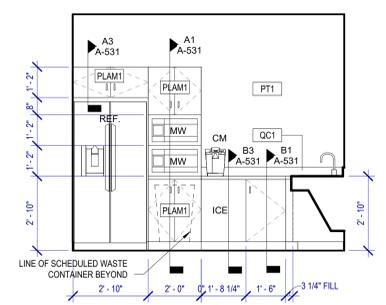 A3
A-531
A1
A-531
PLAM1
PLAM1
PT1
1' - 2"
8"
REF.
1' - 2"
MW
CM
QC1
1' - 2"
MW
B3
A-531
B1
A-531
2' - 10"
PLAM1
ICE
2' - 10"
LINE OF SCHEDULED WASTE
CONTAINER BEYOND
2' - 10"
2' - 0"
0"
1' - 8 1/4"
1' - 6"
3 1/4" FILL